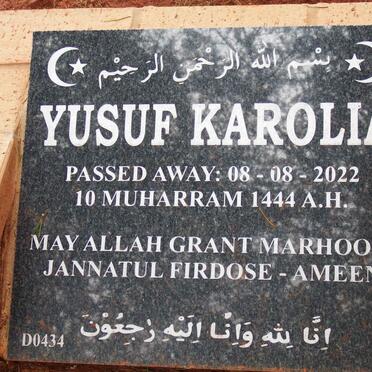 بِسْمِ اللهِ الرَّحْمٰنِ الرَّحِيْمِ
YUSUF KAROLIA
PASSED AWAY: 08 - 08 - 2022
10 MUHARRAM 1444 A.H.
MAY ALLAH GRANT MARHOO
JANNATUL FIRDOSE - AMEEN
اِنَّا لِلّٰهِ وَاِنَّا اِلَيْهِ رٰجِعُوْنَ
D0434